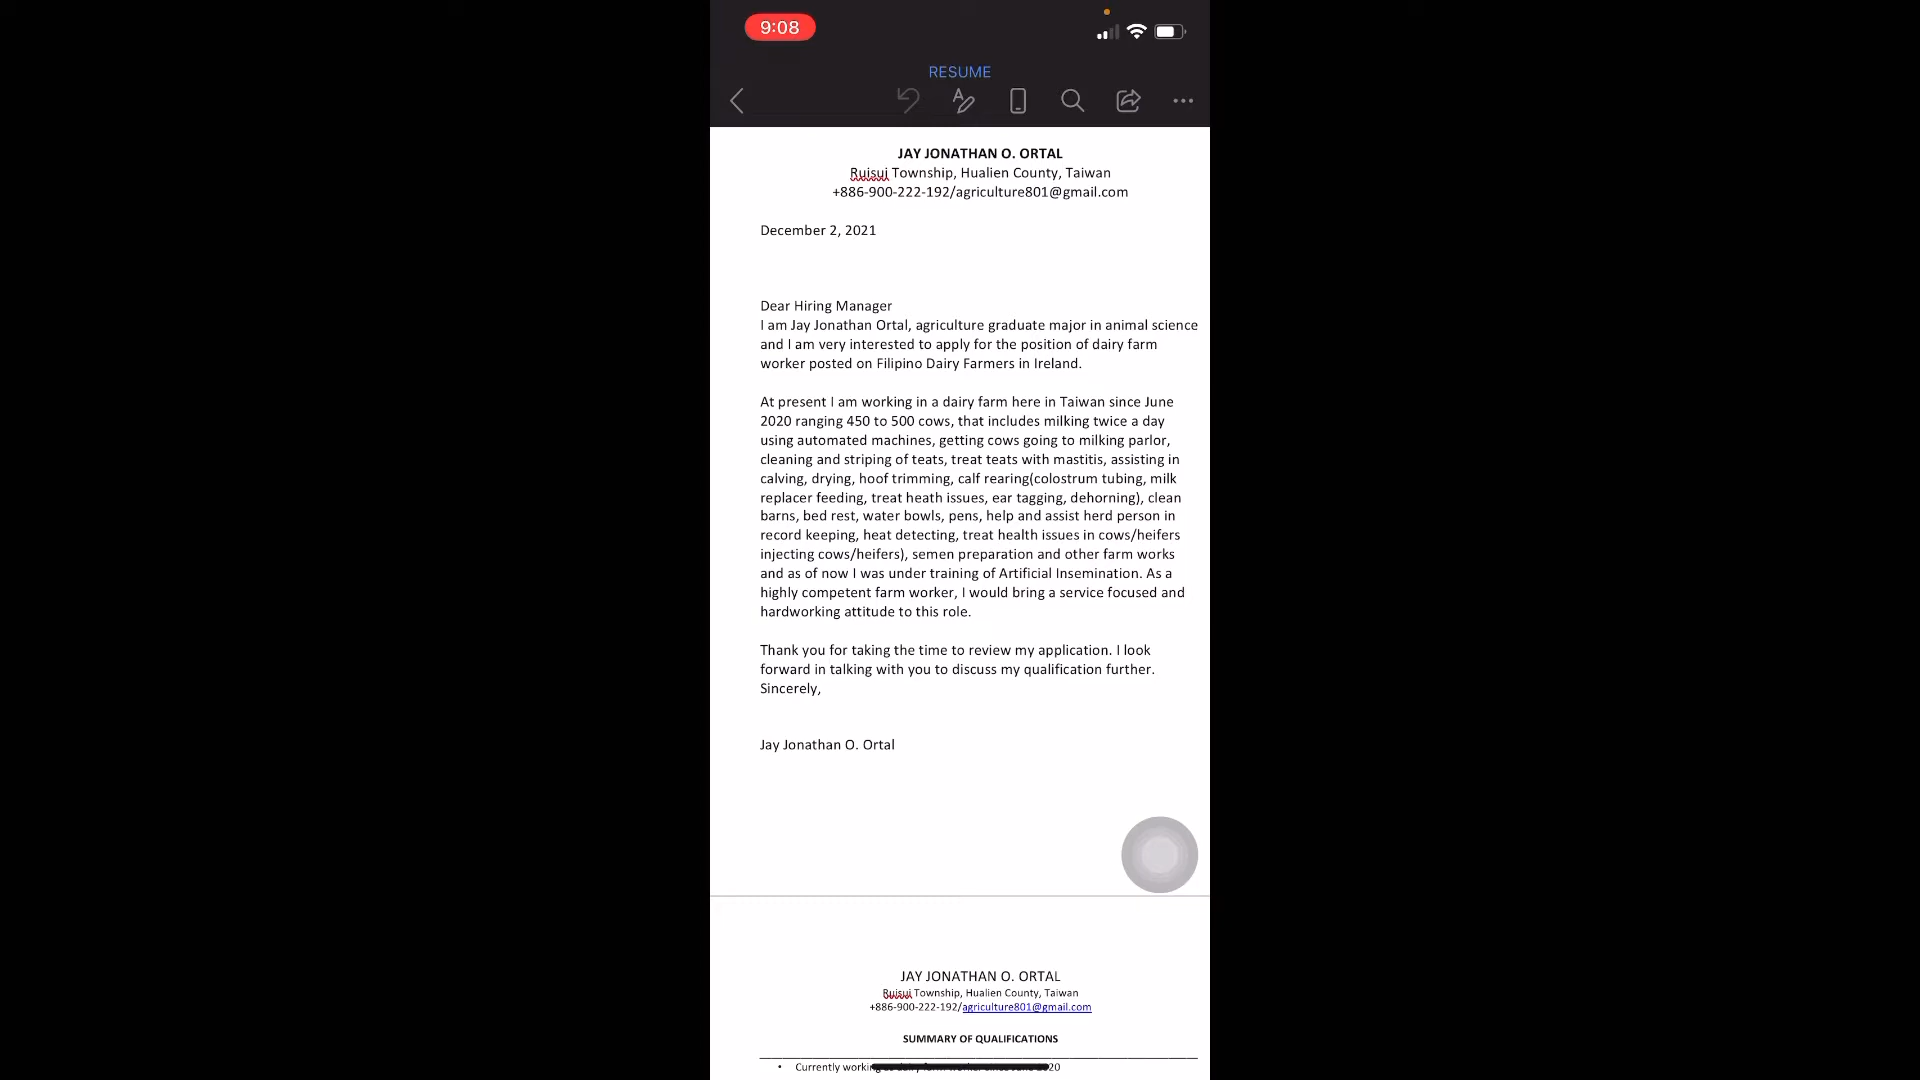 9:08
RESUME
JAY JONATHAN O. ORTAL
Ruisui Township, Hualien County, Taiwan
+886-900-222-192/agriculture801@gmail.com
December 2, 2021
Dear Hiring Manager
I am Jay Jonathan Ortal, agriculture graduate major in animal science
and I am very interested to apply for the position of dairy farm
worker posted on Filipino Dairy Farmers in Ireland.
At present I am working in a dairy farm here in Taiwan since June
2020 ranging 450 to 500 cows, that includes milking twice a day
using automated machines, getting cows going to milking parlor,
cleaning and striping of teats, treat teats with mastitis, assisting in
calving, drying, hoof trimming, calf rearing(colostrum tubing, milk
replacer feeding, treat heath issues, ear tagging, dehorning), clean
barns, bed rest, water bowls, pens, help and assist herd person in
record keeping, heat detecting, treat health issues in cows/heifers
injecting cows/heifers), semen preparation and other farm works
and as of now I was under training of Artificial Insemination. As a
highly competent farm worker, I would bring a service focused and
hardworking attitude to this role.
Thank you for taking the time to review my application. I look
forward in talking with you to discuss my qualification further.
Sincerely,
Jay Jonathan O. Ortal
JAY JONATHAN O. ORTAL
Ruisui Township, Hualien County, Taiwan
+886-900-222-192/agriculture801@gmail.com
SUMMARY OF QUALIFICATIONS
• Currently working